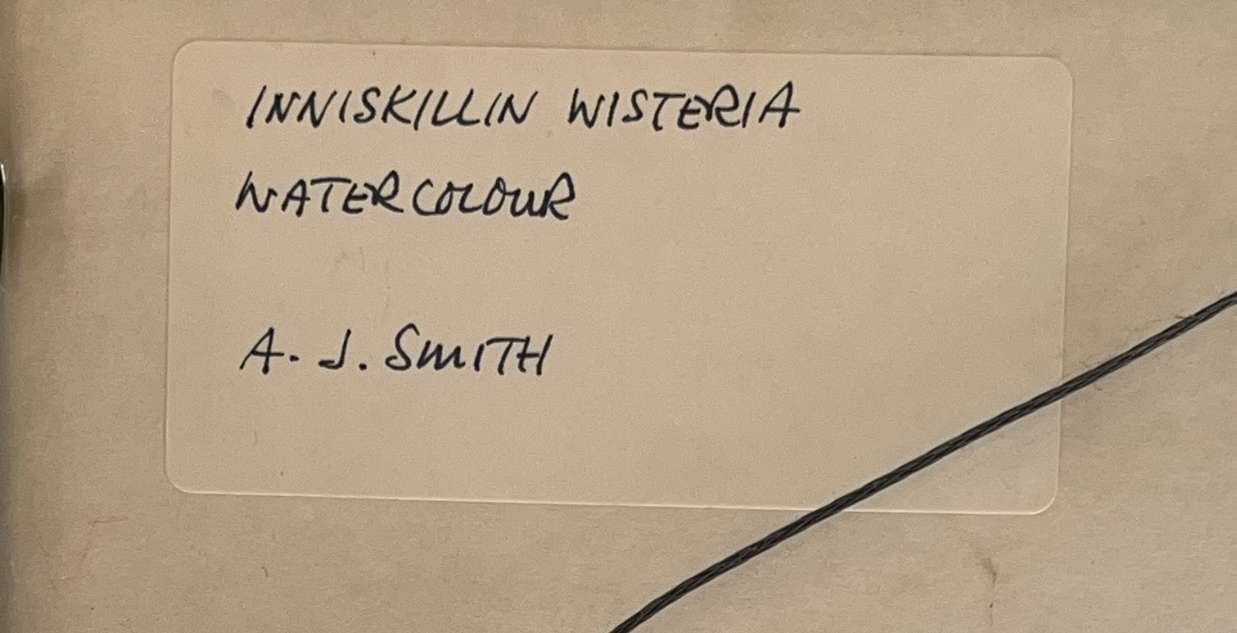 INNISKILLIN WISTERIA
WATERCOLOUR
A. J. SMITH